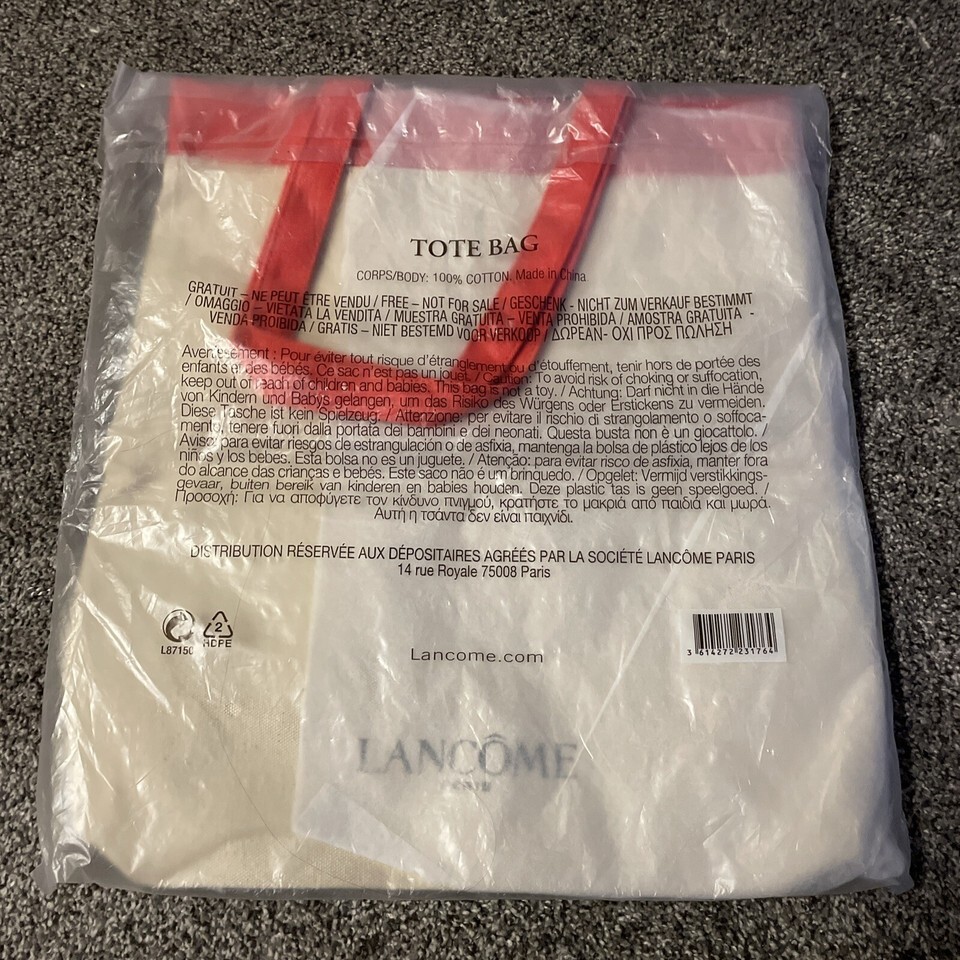 TOTE BAG
CORPS/BODY: 100% COTTON. Made in China
GRATUIT – NE PEUT ÊTRE VENDU / FREE – NOT FOR SALE / GESCHENK - NICHT ZUM VERKAUF BESTIMMT
/ OMAGGIO – VIETATA LA VENDITA / MUESTRA GRATUITA – VENTA PROHIBIDA / AMOSTRA GRATUITA -
VENDA PROIBIDA / GRATIS – NIET BESTEMD VOOR VERKOOP / ΔΩΡΕΑΝ- ΟΧΙ ΠΡΟΣ ΠΩΛΗΣΗ
Avertissement : Pour éviter tout risque d'étranglement ou d'étouffement, tenir hors de portée des
enfants et des bébés. Ce sac n'est pas un jouet. / Caution: To avoid risk of choking or suffocation,
keep out of reach of children and babies. This bag is not a toy. / Achtung: Darf nicht in die Hände
von Kindern und Babys gelangen, um das Risiko des Würgens oder Erstickens zu vermeiden.
Diese Tasche ist kein Spielzeug. / Attenzione: per evitare il rischio di strangolamento o soffoca-
mento, tenere fuori dalla portata dei bambini e dei neonati. Questa busta non è un giocattolo. /
Aviso: para evitar riesgos de estrangulación o de asfixia, mantenga la bolsa de plástico lejos de los
niños y los bebes. Esta bolsa no es un juguete. / Atenção: para evitar risco de asfixia, manter fora
do alcance das crianças e bebés. Este saco não é um brinquedo. / Opgelet: Vermijd verstikkings-
gevaar, buiten bereik van kinderen en babies houden. Deze plastic tas is geen speelgoed. /
Προσοχή: Για να αποφύγετε τον κίνδυνο πνιγμού, κρατήστε το μακριά από παιδιά και μωρά.
Αυτή η τσάντα δεν είναι παιχνίδι.
DISTRIBUTION RÉSERVÉE AUX DÉPOSITAIRES AGRÉÉS PAR LA SOCIÉTÉ LANCÔME PARIS
14 rue Royale 75008 Paris
2
L87150
HDPE
Lancome.com
3 614272 231764
LANCÔME